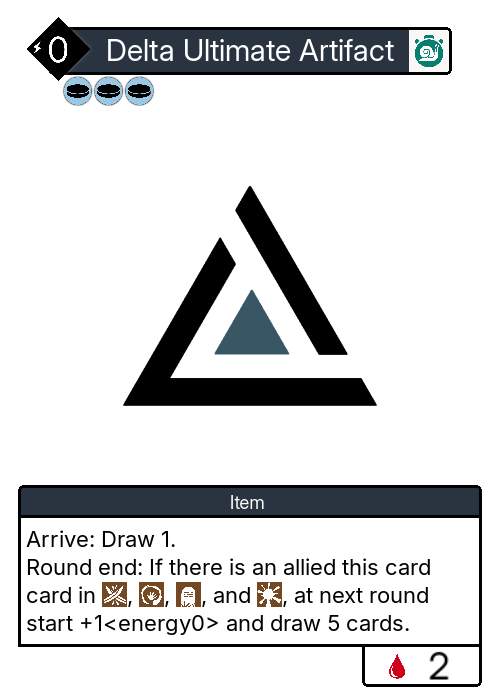 0 Delta Ultimate Artifact
Item
Arrive: Draw 1.
Round end: If there is an allied this card
card in , , , and , at next round
start +1<energy0> and draw 5 cards.
2